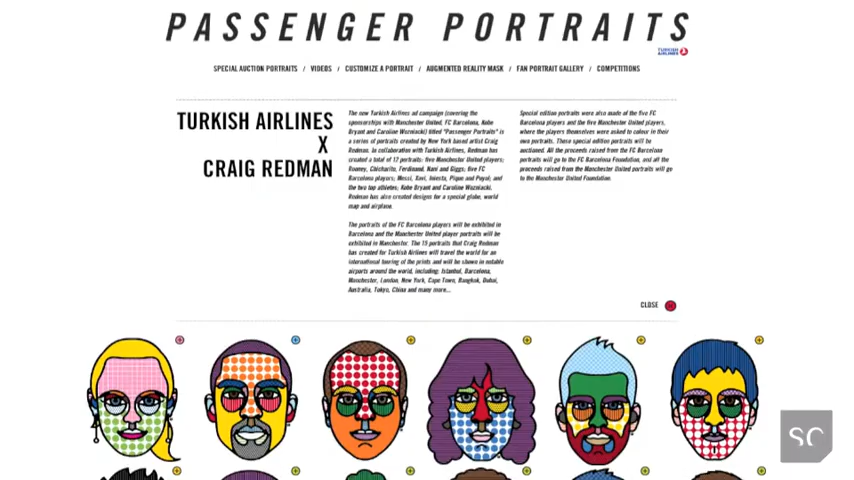 PASSENGER PORTRAITS
TURKISH
AIRLINES
SPECIAL AUCTION PORTRAITS / VIDEOS / CUSTOMIZE A PORTRAIT / AUGMENTED REALITY MASK / FAN PORTRAIT GALLERY / COMPETITIONS
TURKISH AIRLINES
X
CRAIG REDMAN
The new Turkish Airlines ad campaign (covering the
sponsorships with Manchester United, FC Barcelona, Kobe
Bryant and Caroline Wozniacki) titled "Passenger Portraits" is
a series of portraits created by New York based artist Craig
Redman. In collaboration with Turkish Airlines, Redman has
created a total of 12 portraits: five Manchester United players;
Rooney, Chicharito, Ferdinand, Nani and Giggs; five FC
Barcelona players; Messi, Xavi, Iniesta, Pique and Puyol; and
the two top athletes; Kobe Bryant and Caroline Wozniacki.
Redman has also created designs for a special globe, world
map and airplane.
The portraits of the FC Barcelona players will be exhibited in
Barcelona and the Manchester United player portraits will be
exhibited in Manchester. The 15 portraits that Craig Redman
has created for Turkish Airlines will travel the world for an
international touring of the prints and will be shown in notable
airports around the world, including; Istanbul, Barcelona,
Manchester, London, New York, Cape Town, Bangkok, Dubai,
Australia, Tokyo, China and many more...
Special edition portraits were also made of the five FC
Barcelona players and the five Manchester United players,
where the players themselves were asked to colour in their
own portraits. These special edition portraits will be
auctioned. All the proceeds raised from the FC Barcelona
portraits will go to the FC Barcelona Foundation, and all the
proceeds raised from the Manchester United portraits will go
to the Manchester United Foundation.
CLOSE
SC